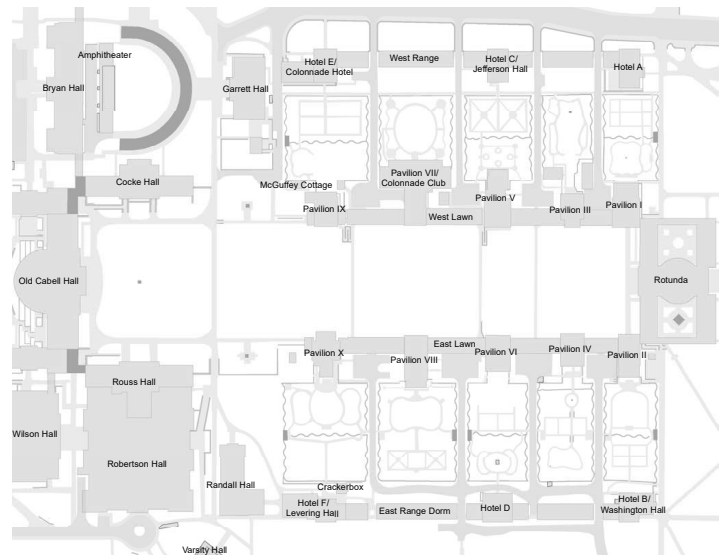 Amphitheater
Bryan Hall
Garrett Hall
Hotel E/
Colonnade Hotel
West Range
Hotel C/
Jefferson Hall
Hotel A
Cocke Hall
McGuffey Cottage
Pavilion IX
Pavilion VII/
Colonnade Club
Pavilion V
Pavilion III
Pavilion I
West Lawn
Old Cabell Hall
Rotunda
East Lawn
Pavilion X
Pavilion VIII
Pavilion VI
Pavilion IV
Pavilion II
Rouss Hall
Wilson Hall
Robertson Hall
Randall Hall
Crackerbox
Hotel F/
Levering Hall
East Range Dorm
Hotel D
Hotel B/
Washington Hall
Varsity Hall